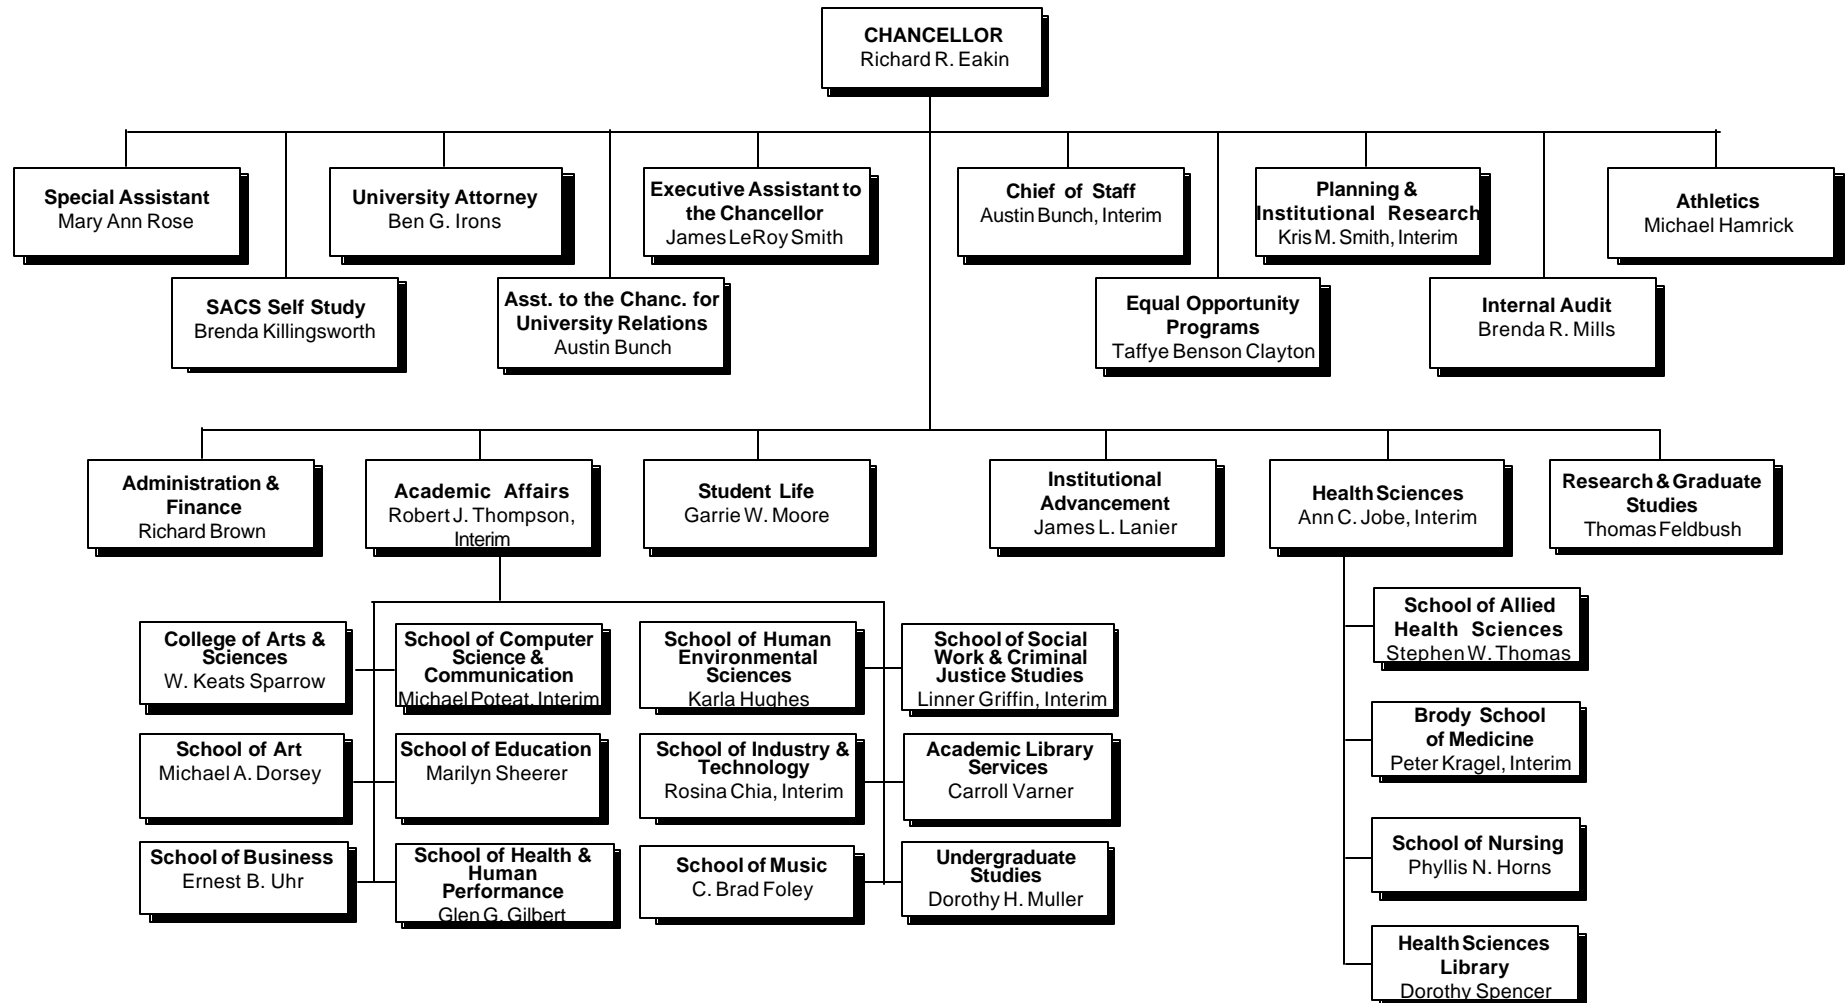 CHANCELLOR
Richard R. Eakin
Special Assistant
Mary Ann Rose
University Attorney
Ben G. Irons
Executive Assistant to
the Chancellor
James LeRoy Smith
Chief of Staff
Austin Bunch, Interim
Planning &
Institutional Research
Kris M. Smith, Interim
Athletics
Michael Hamrick
SACS Self Study
Brenda Killingsworth
Asst. to the Chanc. for
University Relations
Austin Bunch
Equal Opportunity
Programs
Taffye Benson Clayton
Internal Audit
Brenda R. Mills
Administration &
Finance
Richard Brown
Academic Affairs
Robert J. Thompson,
Interim
Student Life
Garrie W. Moore
Institutional
Advancement
James L. Lanier
Health Sciences
Ann C. Jobe, Interim
Research & Graduate
Studies
Thomas Feldbush
College of Arts &
Sciences
W. Keats Sparrow
School of Computer
Science &
Communication
Michael Poteat, Interim
School of Human
Environmental
Sciences
Karla Hughes
School of Social
Work & Criminal
Justice Studies
Linner Griffin, Interim
School of Art
Michael A. Dorsey
School of Education
Marilyn Sheerer
School of Industry &
Technology
Rosina Chia, Interim
Academic Library
Services
Carroll Varner
School of Business
Ernest B. Uhr
School of Health &
Human
Performance
Glen G. Gilbert
School of Music
C. Brad Foley
Undergraduate
Studies
Dorothy H. Muller
School of Allied
Health Sciences
Stephen W. Thomas
Brody School
of Medicine
Peter Kragel, Interim
School of Nursing
Phyllis N. Horns
Health Sciences
Library
Dorothy Spencer